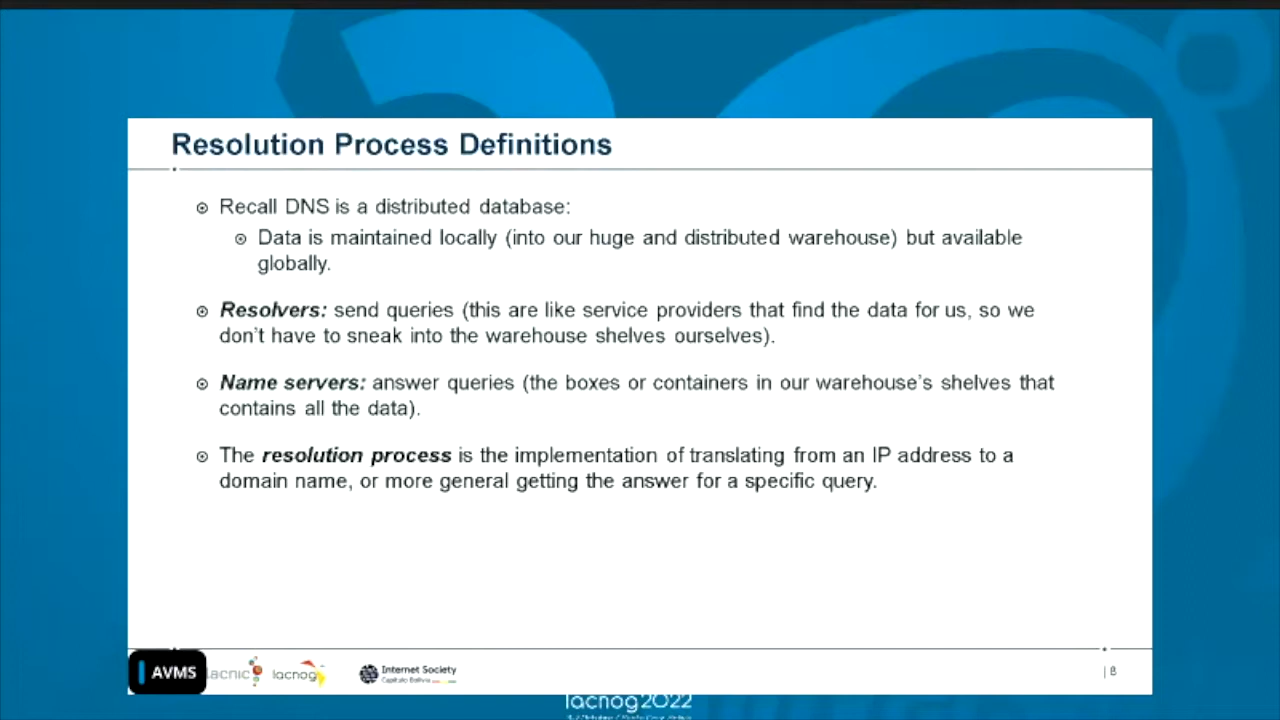 Resolution Process Definitions
Recall DNS is a distributed database:
Data is maintained locally (into our huge and distributed warehouse) but available
globally.
Resolvers: send queries (this are like service providers that find the data for us, so we
don't have to sneak into the warehouse shelves ourselves).
Name servers: answer queries (the boxes or containers in our warehouse's shelves that
contains all the data).
The resolution process is the implementation of translating from an IP address to a
domain name, or more general getting the answer for a specific query.
AVMS
lacnic
lacnog
Internet Society
Capítulo Bolivia
| 8
lacnog2022